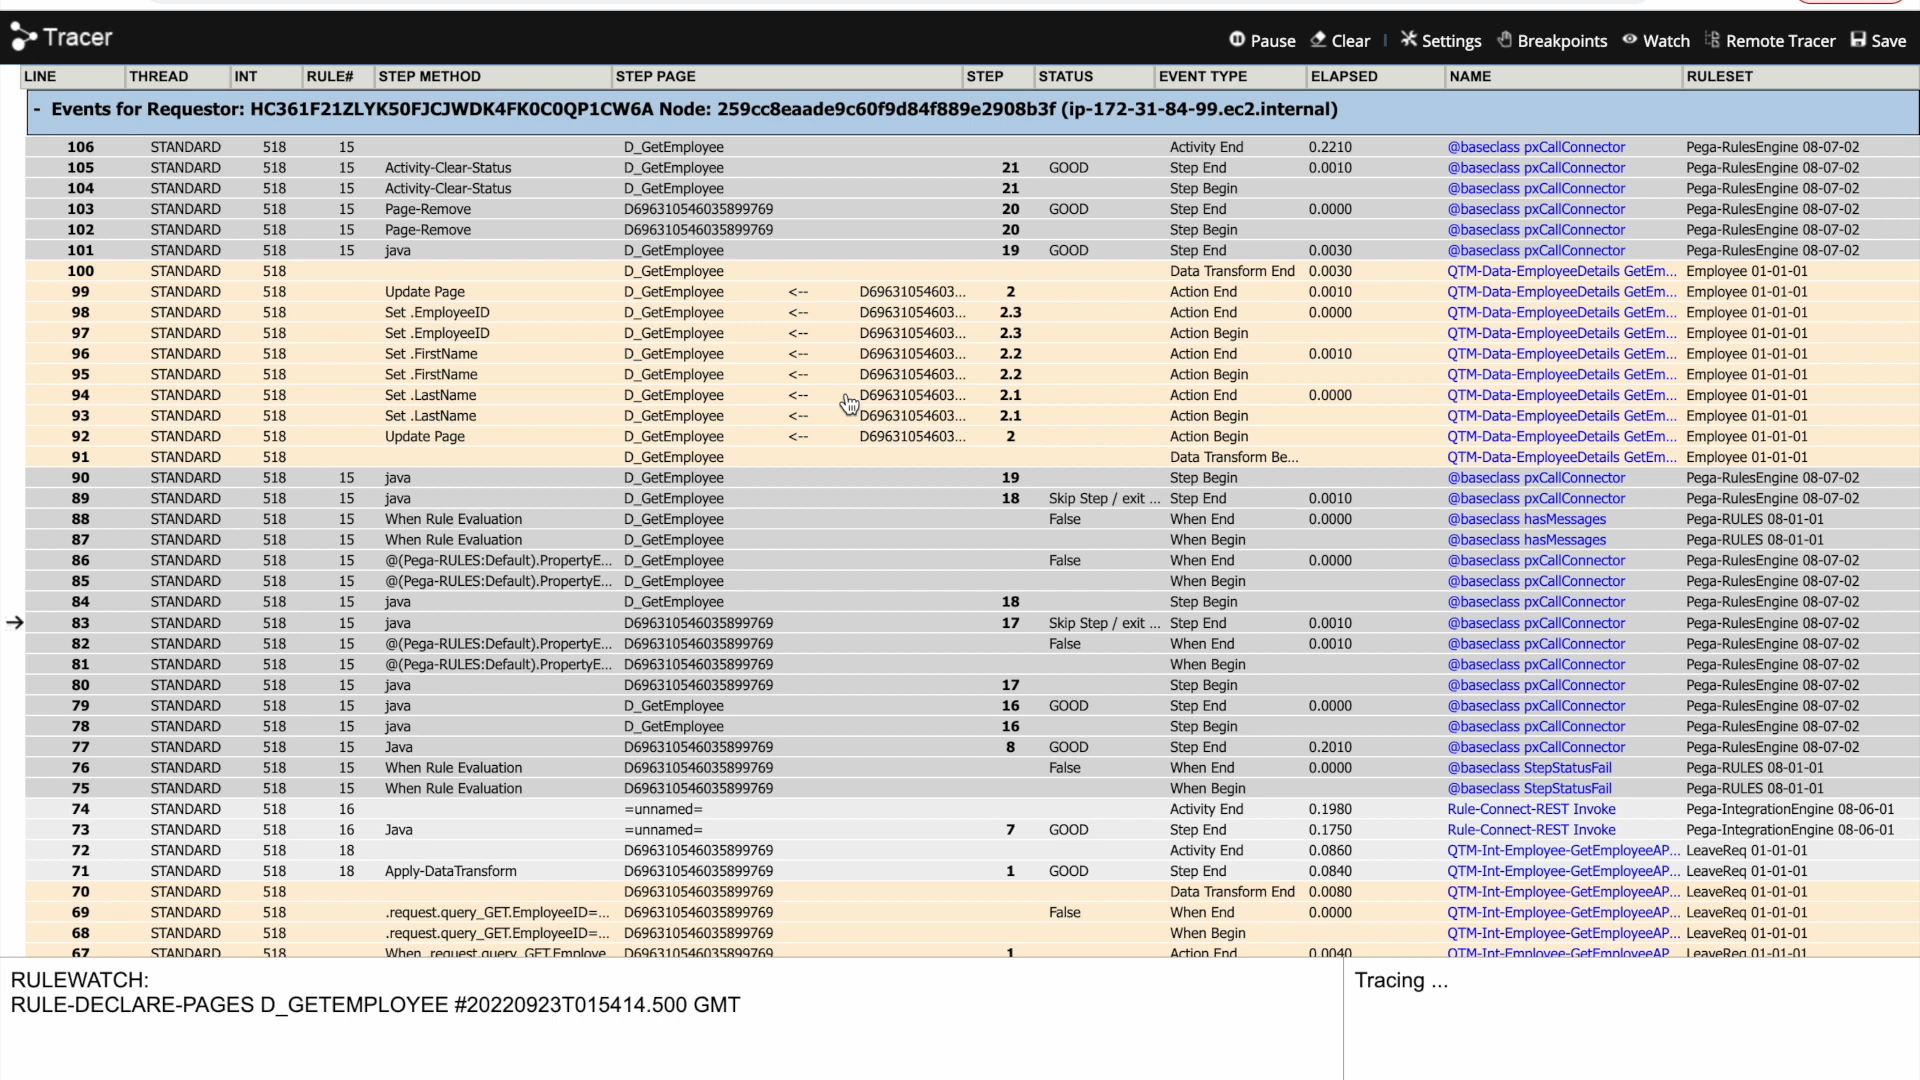 Tracer Pause Clear | Settings Breakpoints Watch Remote Tracer Save
LINE THREAD INT RULE# STEP METHOD STEP PAGE STEP STATUS EVENT TYPE ELAPSED NAME RULESET
- Events for Requestor: HC361F21ZLYK50FJCJWDK4FK0C0QP1CW6A Node: 259cc8eaade9c60f9d84f889e2908b3f (ip-172-31-84-99.ec2.internal)
106 STANDARD 518 15 D_GetEmployee Activity End 0.2210 @baseclass pxCallConnector Pega-RulesEngine 08-07-02
105 STANDARD 518 15 Activity-Clear-Status D_GetEmployee 21 GOOD Step End 0.0010 @baseclass pxCallConnector Pega-RulesEngine 08-07-02
104 STANDARD 518 15 Activity-Clear-Status D_GetEmployee 21 Step Begin @baseclass pxCallConnector Pega-RulesEngine 08-07-02
103 STANDARD 518 15 Page-Remove D696310546035899769 20 GOOD Step End 0.0000 @baseclass pxCallConnector Pega-RulesEngine 08-07-02
102 STANDARD 518 15 Page-Remove D696310546035899769 20 Step Begin @baseclass pxCallConnector Pega-RulesEngine 08-07-02
101 STANDARD 518 15 java D_GetEmployee 19 GOOD Step End 0.0030 @baseclass pxCallConnector Pega-RulesEngine 08-07-02
100 STANDARD 518 D_GetEmployee Data Transform End 0.0030 QTM-Data-EmployeeDetails GetEm... Employee 01-01-01
99 STANDARD 518 Update Page D_GetEmployee <-- D69631054603... 2 Action End 0.0010 QTM-Data-EmployeeDetails GetEm... Employee 01-01-01
98 STANDARD 518 Set .EmployeeID D_GetEmployee <-- D69631054603... 2.3 Action End 0.0000 QTM-Data-EmployeeDetails GetEm... Employee 01-01-01
97 STANDARD 518 Set .EmployeeID D_GetEmployee <-- D69631054603... 2.3 Action Begin QTM-Data-EmployeeDetails GetEm... Employee 01-01-01
96 STANDARD 518 Set .FirstName D_GetEmployee <-- D69631054603... 2.2 Action End 0.0010 QTM-Data-EmployeeDetails GetEm... Employee 01-01-01
95 STANDARD 518 Set .FirstName D_GetEmployee <-- D69631054603... 2.2 Action Begin QTM-Data-EmployeeDetails GetEm... Employee 01-01-01
94 STANDARD 518 Set .LastName D_GetEmployee <-- D69631054603... 2.1 Action End 0.0000 QTM-Data-EmployeeDetails GetEm... Employee 01-01-01
93 STANDARD 518 Set .LastName D_GetEmployee <-- D69631054603... 2.1 Action Begin QTM-Data-EmployeeDetails GetEm... Employee 01-01-01
92 STANDARD 518 Update Page D_GetEmployee <-- D69631054603... 2 Action Begin QTM-Data-EmployeeDetails GetEm... Employee 01-01-01
91 STANDARD 518 D_GetEmployee Data Transform Be... QTM-Data-EmployeeDetails GetEm... Employee 01-01-01
90 STANDARD 518 15 java D_GetEmployee 19 Step Begin @baseclass pxCallConnector Pega-RulesEngine 08-07-02
89 STANDARD 518 15 java D_GetEmployee 18 Skip Step / exit ... Step End 0.0010 @baseclass pxCallConnector Pega-RulesEngine 08-07-02
88 STANDARD 518 15 When Rule Evaluation D_GetEmployee False When End 0.0000 @baseclass hasMessages Pega-RULES 08-01-01
87 STANDARD 518 15 When Rule Evaluation D_GetEmployee When Begin @baseclass hasMessages Pega-RULES 08-01-01
86 STANDARD 518 15 @(Pega-RULES:Default).PropertyE... D_GetEmployee False When End 0.0000 @baseclass pxCallConnector Pega-RulesEngine 08-07-02
85 STANDARD 518 15 @(Pega-RULES:Default).PropertyE... D_GetEmployee When Begin @baseclass pxCallConnector Pega-RulesEngine 08-07-02
84 STANDARD 518 15 java D_GetEmployee 18 Step Begin @baseclass pxCallConnector Pega-RulesEngine 08-07-02
83 STANDARD 518 15 java D696310546035899769 17 Skip Step / exit ... Step End 0.0010 @baseclass pxCallConnector Pega-RulesEngine 08-07-02
82 STANDARD 518 15 @(Pega-RULES:Default).PropertyE... D696310546035899769 False When End 0.0010 @baseclass pxCallConnector Pega-RulesEngine 08-07-02
81 STANDARD 518 15 @(Pega-RULES:Default).PropertyE... D696310546035899769 When Begin @baseclass pxCallConnector Pega-RulesEngine 08-07-02
80 STANDARD 518 15 java D696310546035899769 17 Step Begin @baseclass pxCallConnector Pega-RulesEngine 08-07-02
79 STANDARD 518 15 java D_GetEmployee 16 GOOD Step End 0.0000 @baseclass pxCallConnector Pega-RulesEngine 08-07-02
78 STANDARD 518 15 java D_GetEmployee 16 Step Begin @baseclass pxCallConnector Pega-RulesEngine 08-07-02
77 STANDARD 518 15 Java D696310546035899769 8 GOOD Step End 0.2010 @baseclass pxCallConnector Pega-RulesEngine 08-07-02
76 STANDARD 518 15 When Rule Evaluation D696310546035899769 False When End 0.0000 @baseclass StepStatusFail Pega-RULES 08-01-01
75 STANDARD 518 15 When Rule Evaluation D696310546035899769 When Begin @baseclass StepStatusFail Pega-RULES 08-01-01
74 STANDARD 518 16 =unnamed= Activity End 0.1980 Rule-Connect-REST Invoke Pega-IntegrationEngine 08-06-01
73 STANDARD 518 16 Java =unnamed= 7 GOOD Step End 0.1750 Rule-Connect-REST Invoke Pega-IntegrationEngine 08-06-01
72 STANDARD 518 18 D696310546035899769 Activity End 0.0860 QTM-Int-Employee-GetEmployeeAP... LeaveReq 01-01-01
71 STANDARD 518 18 Apply-DataTransform D696310546035899769 1 GOOD Step End 0.0840 QTM-Int-Employee-GetEmployeeAP... LeaveReq 01-01-01
70 STANDARD 518 D696310546035899769 Data Transform End 0.0080 QTM-Int-Employee-GetEmployeeAP... LeaveReq 01-01-01
69 STANDARD 518 .request.query_GET.EmployeeID=... D696310546035899769 False When End 0.0000 QTM-Int-Employee-GetEmployeeAP... LeaveReq 01-01-01
68 STANDARD 518 .request.query_GET.EmployeeID=... D696310546035899769 When Begin QTM-Int-Employee-GetEmployeeAP... LeaveReq 01-01-01
67 STANDARD 518 When .request.query_GET.Employe... D696310546035899769 1 Action End 0.0040 QTM-Int-Employee-GetEmployeeAP... LeaveReq 01-01-01
RULEWATCH:
RULE-DECLARE-PAGES D_GETEMPLOYEE #20220923T015414.500 GMT
Tracing ...